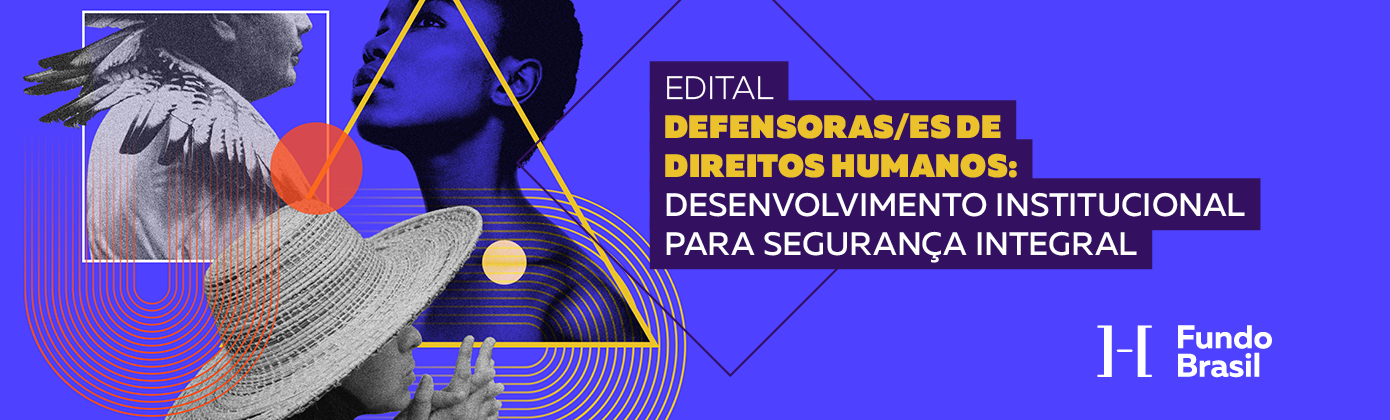 EDITAL
DEFENSORAS/ES DE
DIREITOS HUMANOS:
DESENVOLVIMENTO INSTITUCIONAL
PARA SEGURANÇA INTEGRAL
Fundo
Brasil